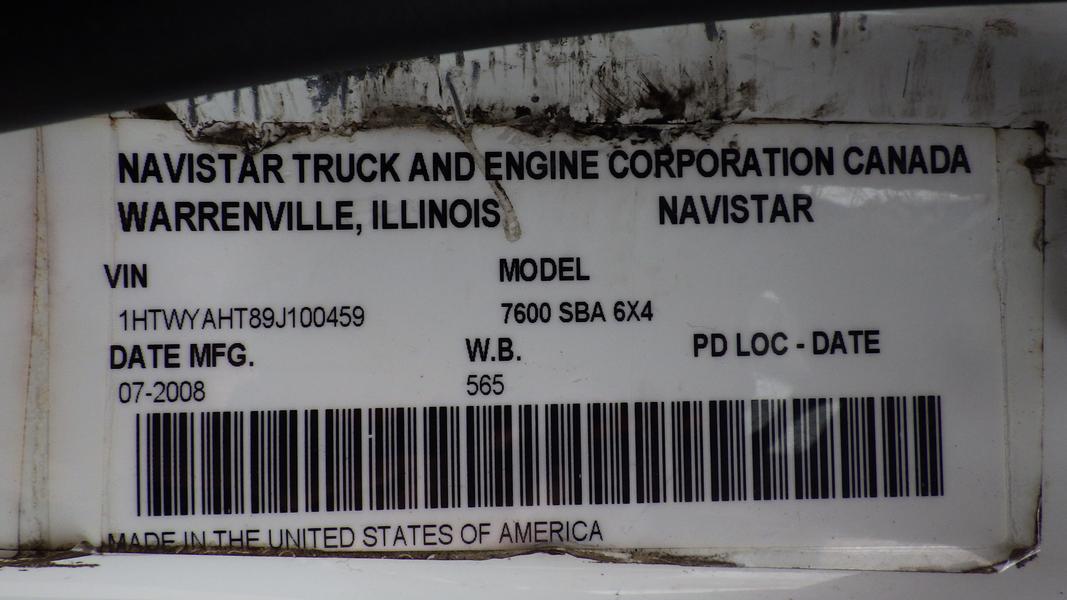 NAVISTAR TRUCK AND ENGINE CORPORATION CANADA
WARRENVILLE, ILLINOIS NAVISTAR
VIN MODEL
1HTWYAHT89J100459 7600 SBA 6X4
DATE MFG. W.B. PD LOC - DATE
07-2008 565
MADE IN THE UNITED STATES OF AMERICA